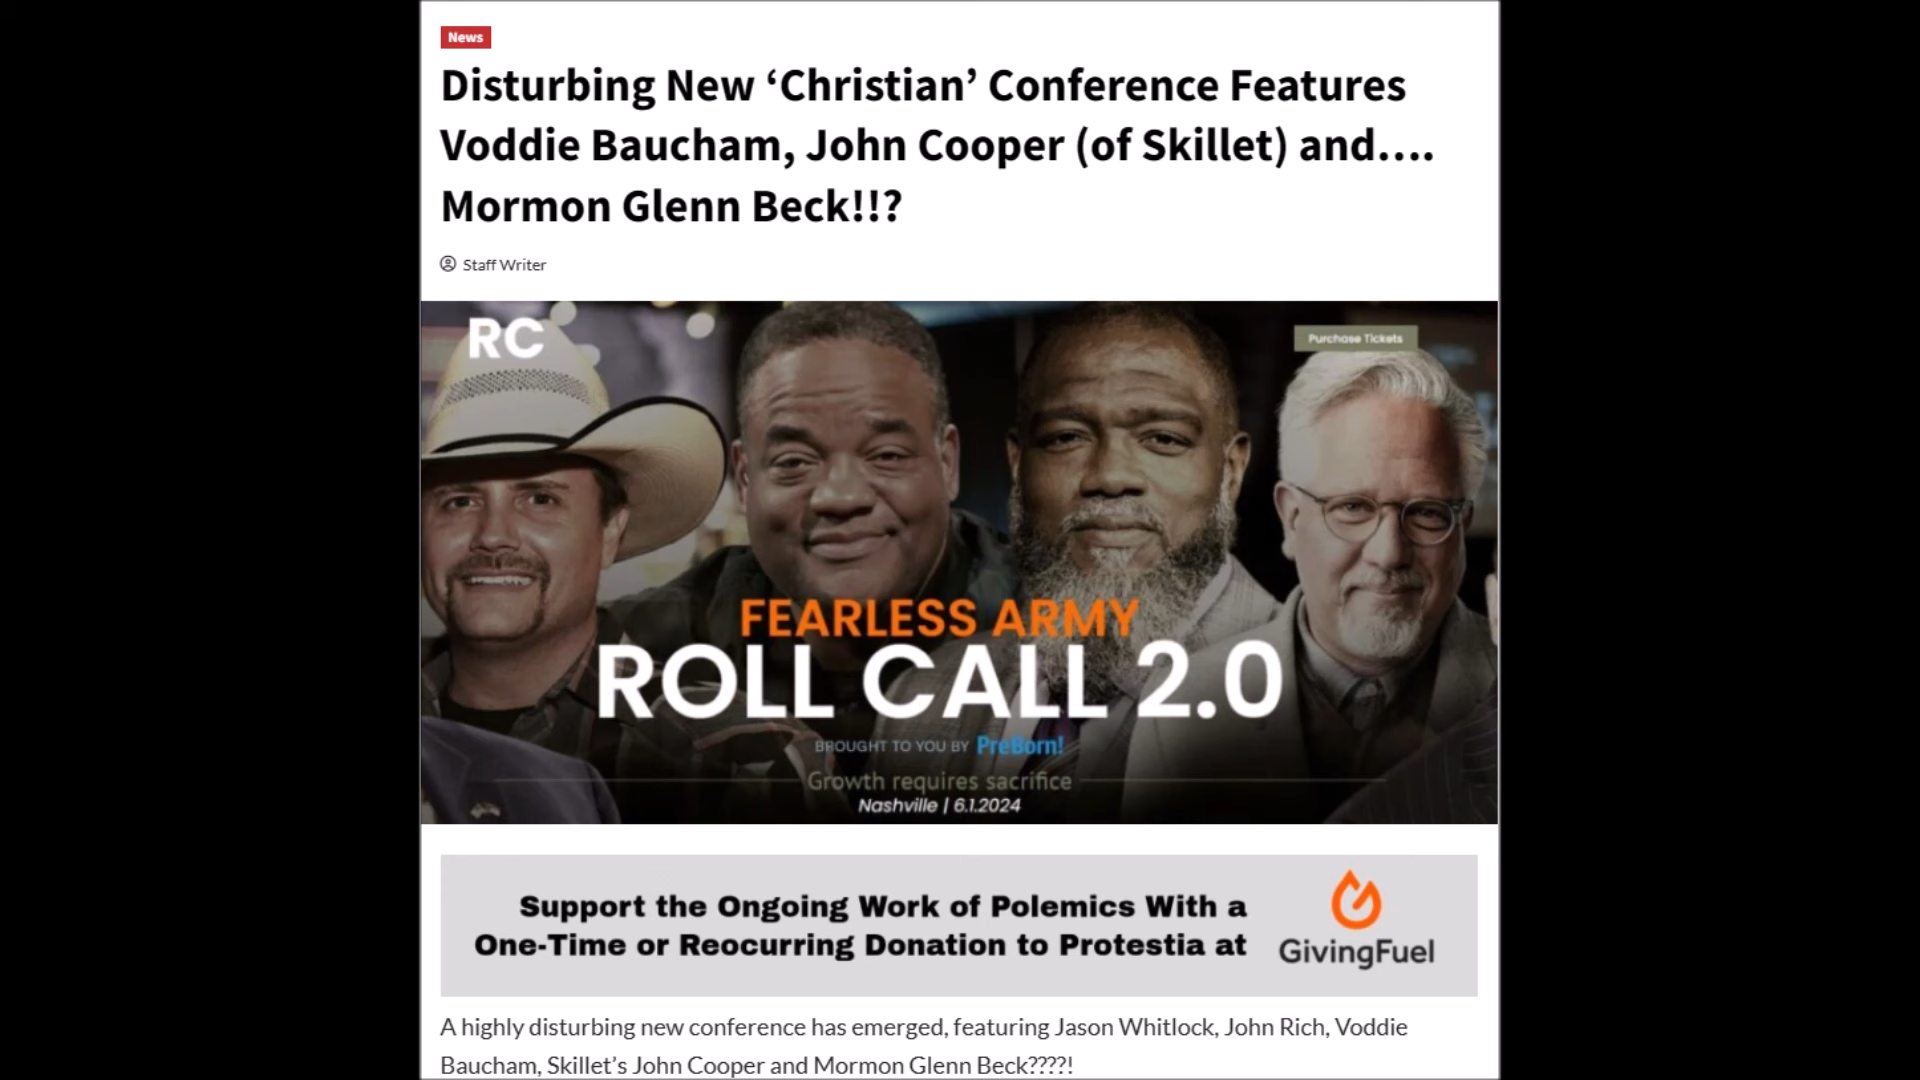 News
Disturbing New ‘Christian’ Conference Features
Voddie Baucham, John Cooper (of Skillet) and….
Mormon Glenn Beck!!?
Staff Writer
RC
Purchase Tickets
FEARLESS ARMY
ROLL CALL 2.0
BROUGHT TO YOU BY PreBorn!
Growth requires sacrifice
Nashville | 6.1.2024
Support the Ongoing Work of Polemics With a
One-Time or Reocurring Donation to Protestia at
GivingFuel
A highly disturbing new conference has emerged, featuring Jason Whitlock, John Rich, Voddie
Baucham, Skillet’s John Cooper and Mormon Glenn Beck????!